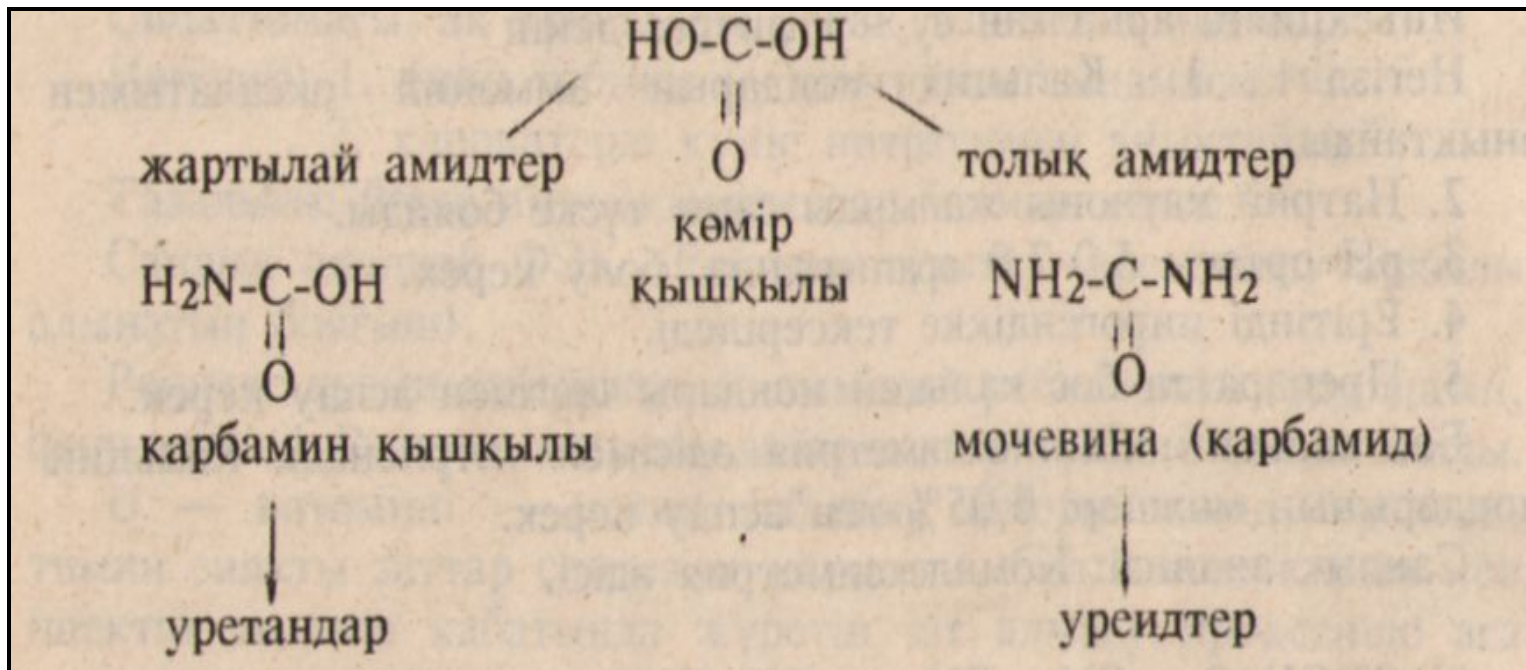 HO-C-OH
||
O
жартылай амидтер
толық амидтер
көмір
қышқылы
H2N-C-OH
||
O
карбамин қышқылы
NH2-C-NH2
||
O
мочевина (карбамид)
уретандар
уреидтер